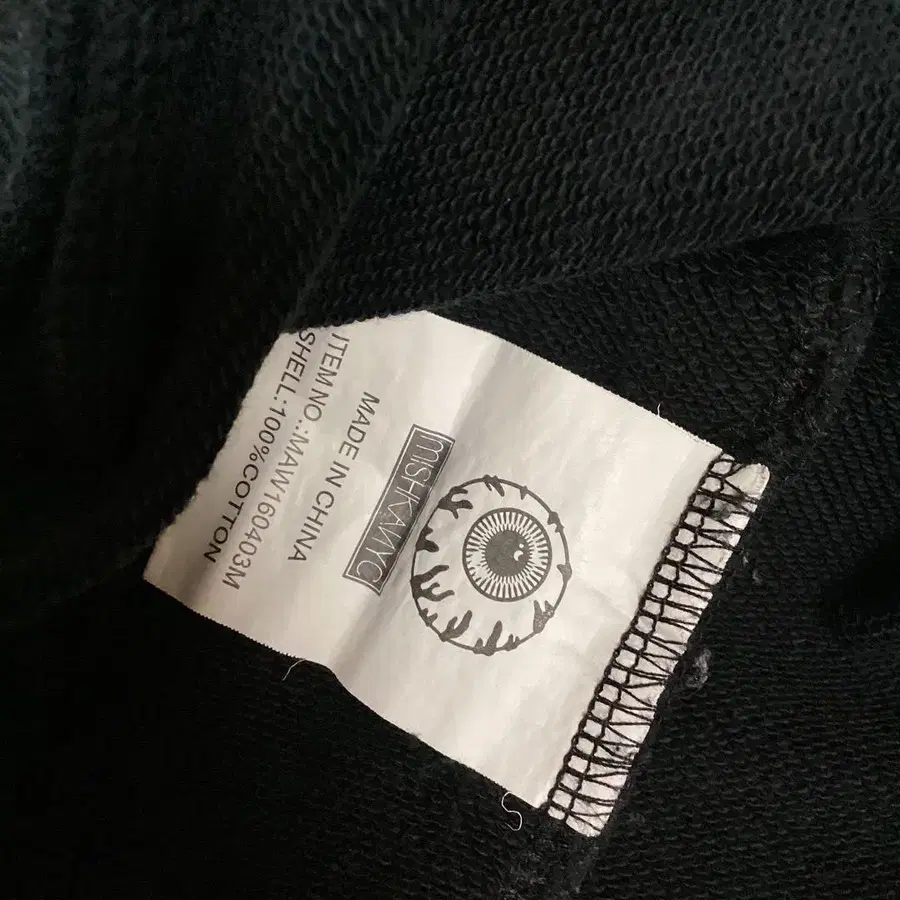 MISHKANYC
MADE IN CHINA
ITEM NO.:MAW160403M
SHELL:100%COTTON